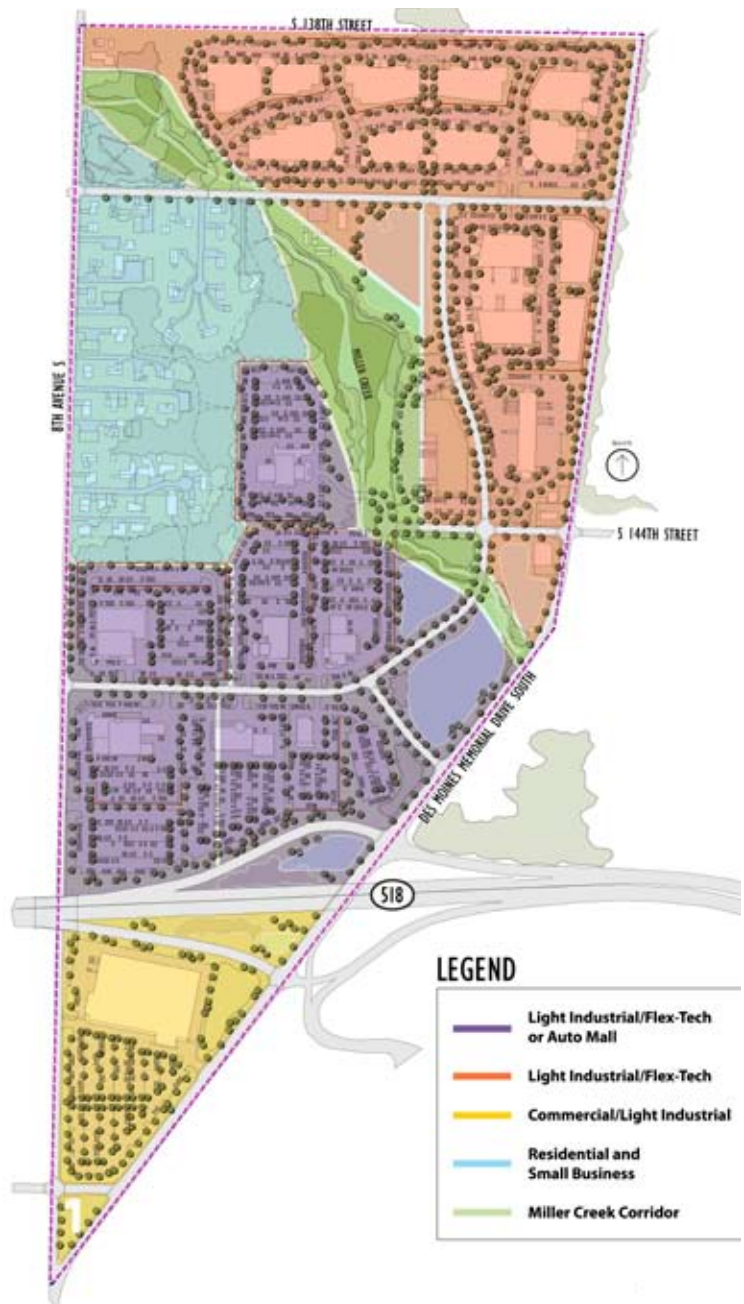 S 138TH STREET
8TH AVENUE S
MILLER CREEK
NORTH
S 144TH STREET
DES MOINES MEMORIAL DRIVE SOUTH
518
LEGEND
Light Industrial/Flex-Tech
or Auto Mall
Light Industrial/Flex-Tech
Commercial/Light Industrial
Residential and
Small Business
Miller Creek Corridor
1